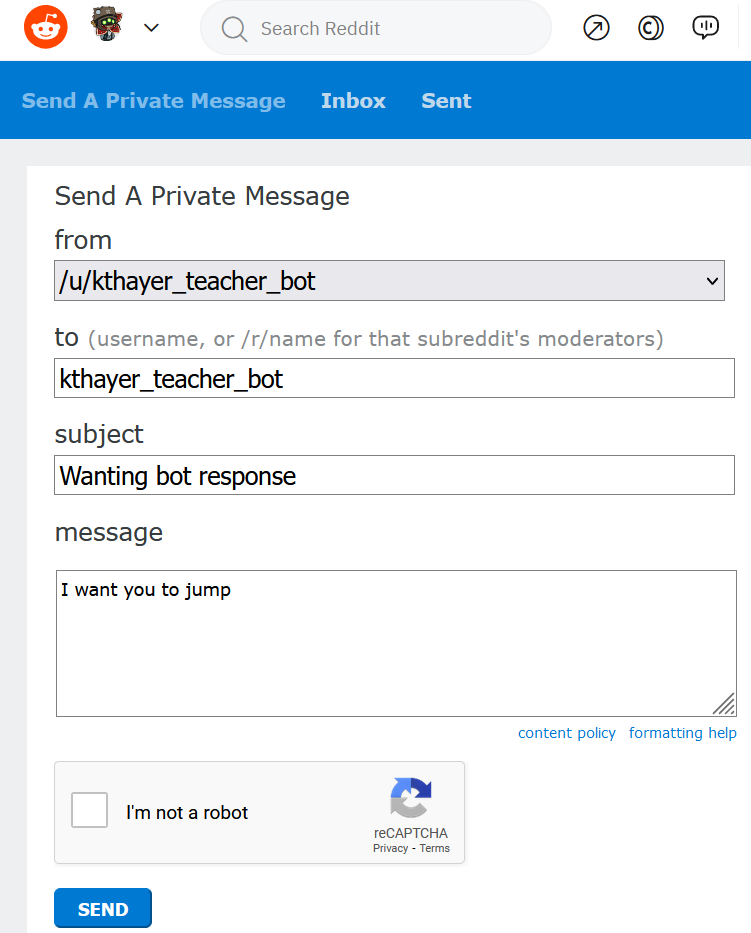 Search Reddit
Send A Private Message Inbox Sent
Send A Private Message
from
/u/kthayer_teacher_bot
to (username, or /r/name for that subreddit's moderators)
kthayer_teacher_bot
subject
Wanting bot response
message
I want you to jump
content policy formatting help
I'm not a robot
reCAPTCHA
Privacy - Terms
SEND